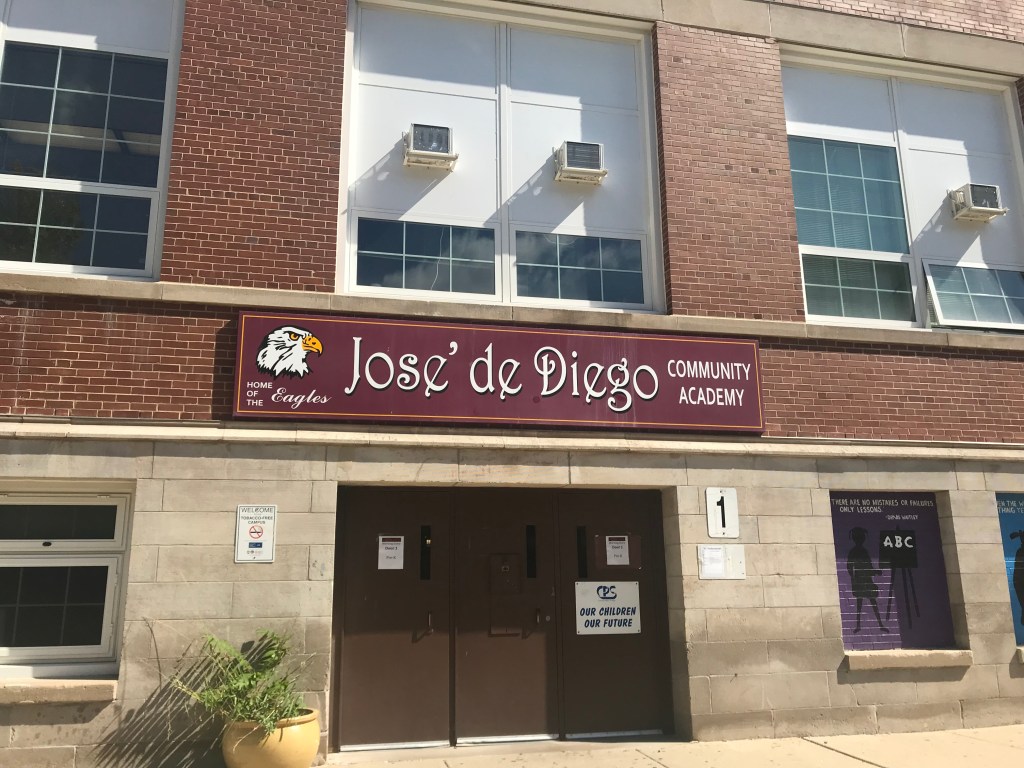 HOME
OF
THE Eagles
José de Diego
COMMUNITY
ACADEMY
WELCOME
TOBACCO-FREE
CAMPUS
1
CPS
OUR CHILDREN
OUR FUTURE
THERE ARE NO MISTAKES OR FAILURES
ONLY LESSONS.
ABC